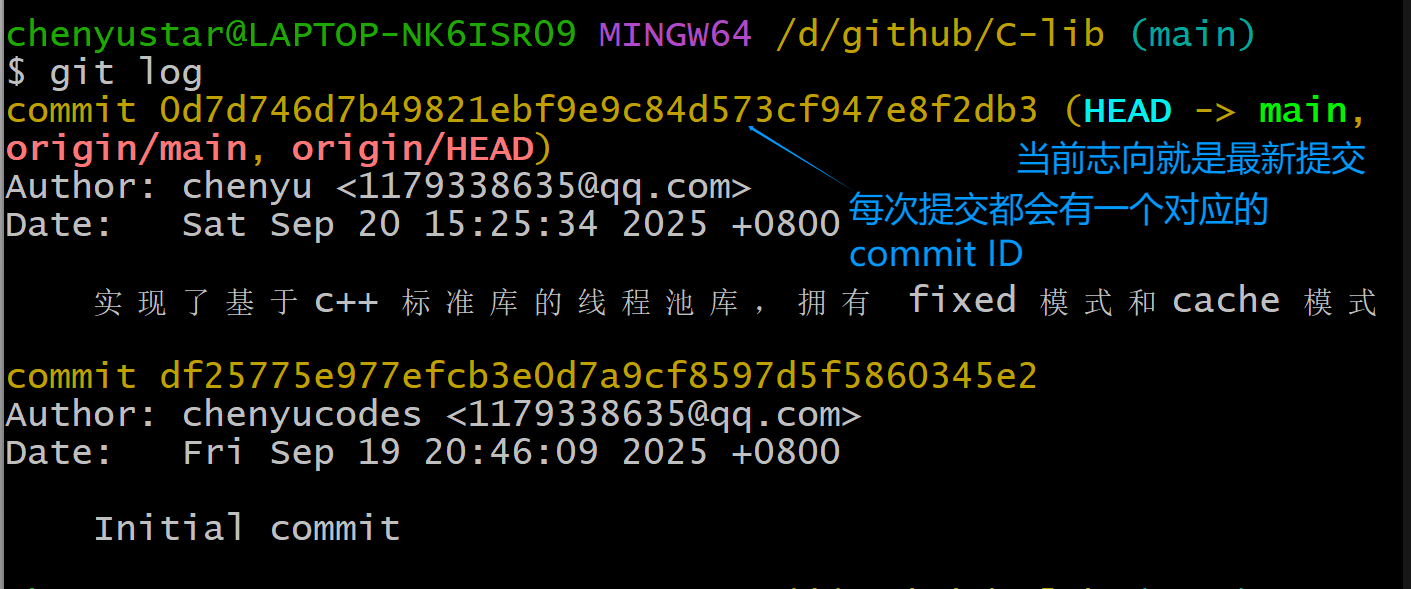 chenyustar@LAPTOP-NK6ISRO9 MINGW64 /d/github/C-lib (main)
$ git log
commit 0d7d746d7b49821ebf9e9c84d573cf947e8f2db3 (HEAD -> main,
origin/main, origin/HEAD)
当前志向就是最新提交
Author: chenyu <1179338635@qq.com>
每次提交都会有一个对应的
Date:   Sat Sep 20 15:25:34 2025 +0800
commit ID
实现了基于c++ 标准库的线程池库，拥有 fixed 模式和cache 模式
commit df25775e977efcb3e0d7a9cf8597d5f5860345e2
Author: chenyucodes <1179338635@qq.com>
Date:   Fri Sep 19 20:46:09 2025 +0800
Initial commit